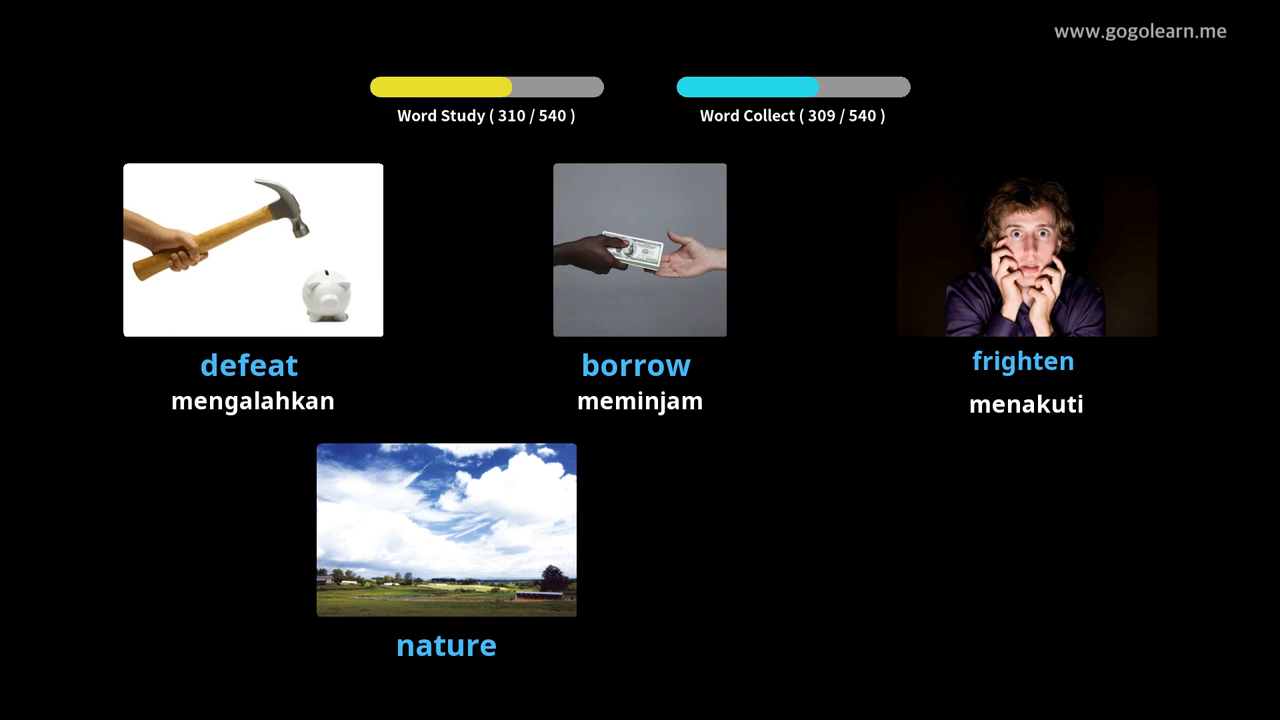 www.gogolearn.me
Word Study ( 310 / 540 )
Word Collect ( 309 / 540 )
defeat
mengalahkan
borrow
meminjam
frighten
menakuti
nature